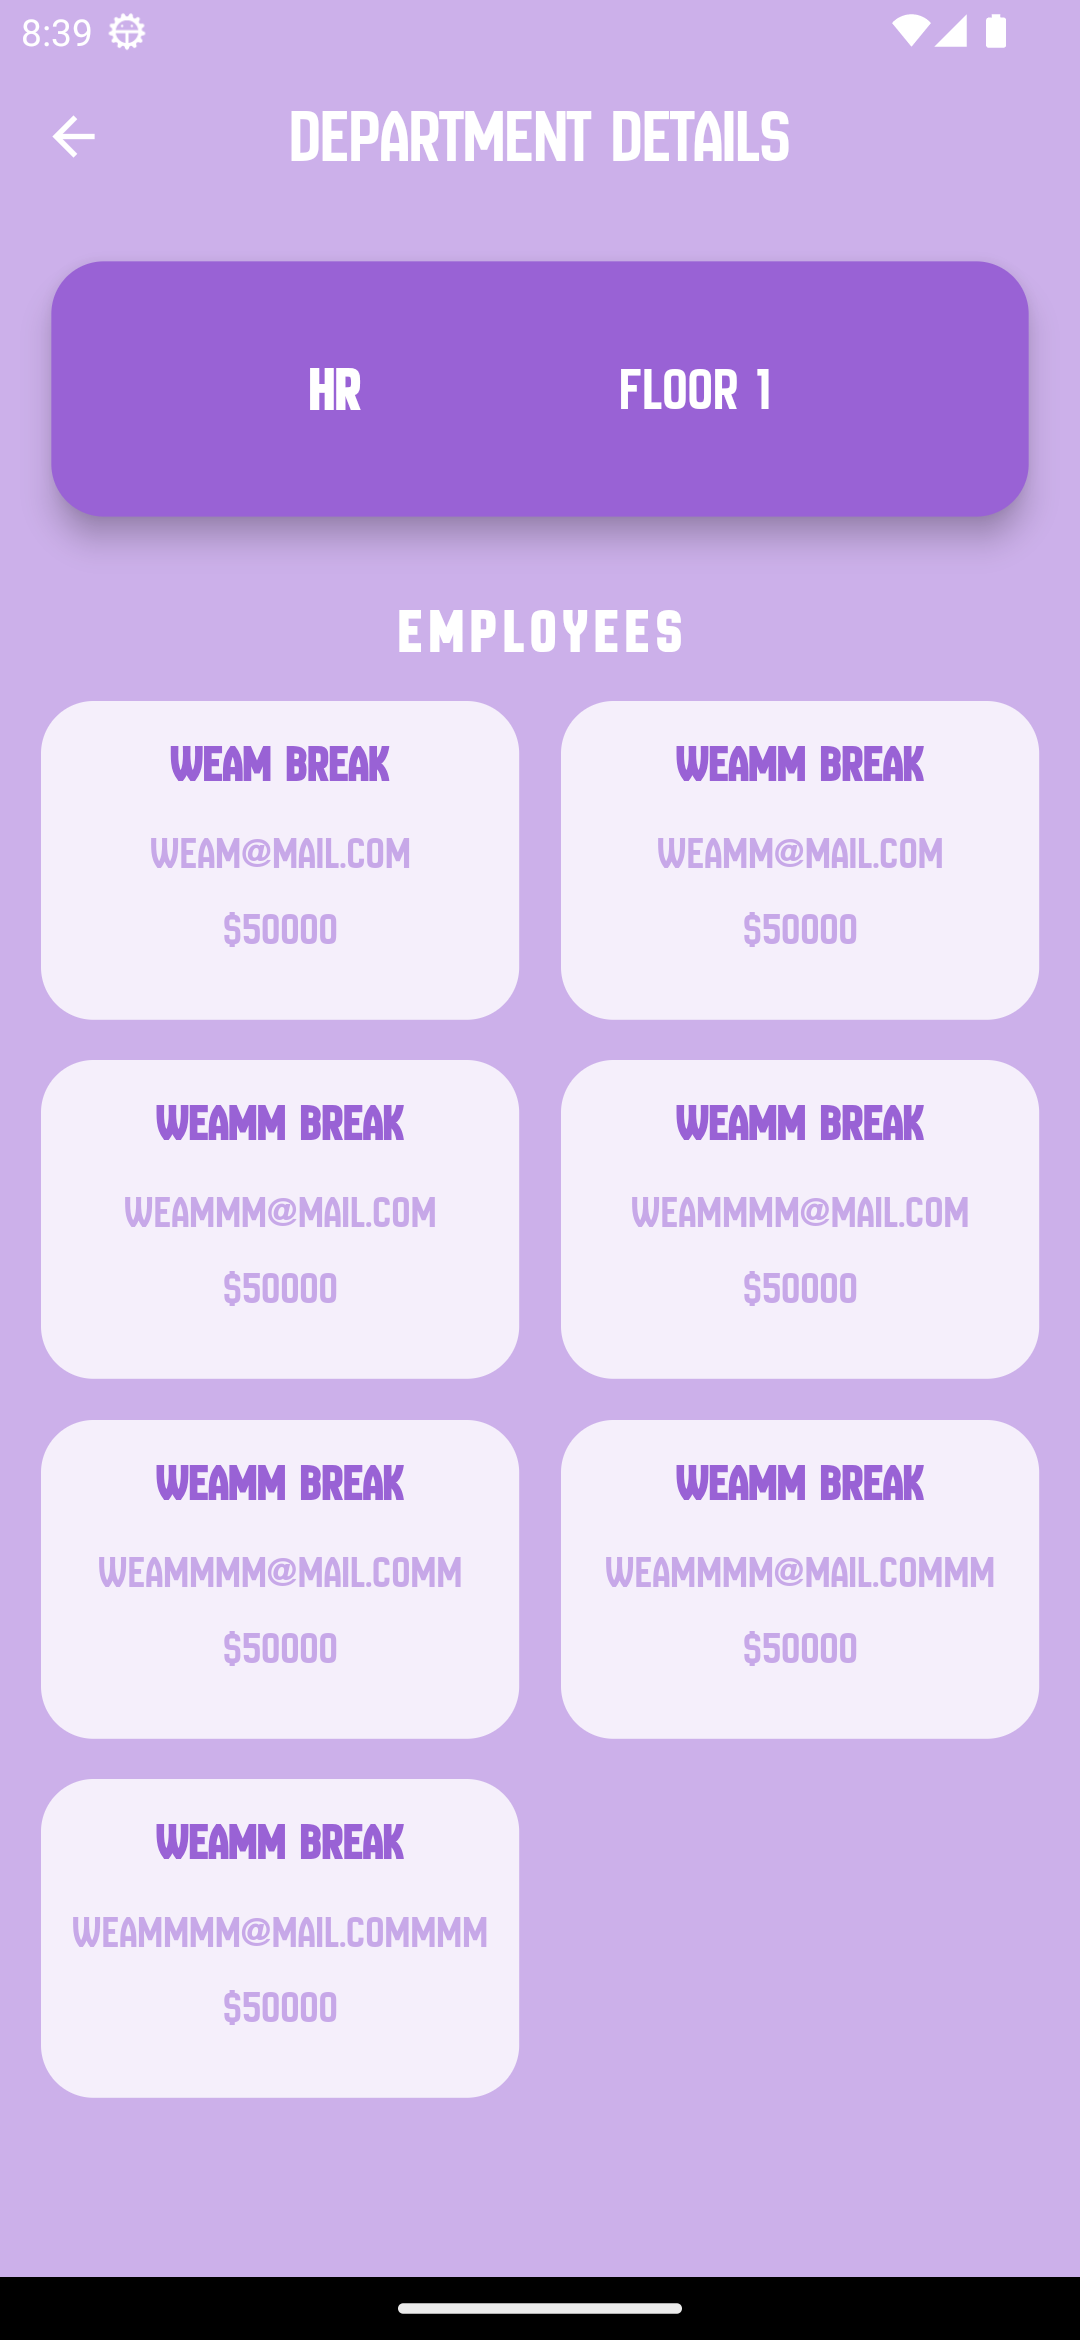 8:39
DEPARTMENT DETAILS
HR
FLOOR 1
EMPLOYEES
WEAM BREAK
WEAM@MAIL.COM
$50000
WEAMM BREAK
WEAMM@MAIL.COM
$50000
WEAMM BREAK
WEAMMM@MAIL.COM
$50000
WEAMM BREAK
WEAMMMM@MAIL.COM
$50000
WEAMM BREAK
WEAMMMM@MAIL.COMM
$50000
WEAMM BREAK
WEAMMMM@MAIL.COMMM
$50000
WEAMM BREAK
WEAMMMM@MAIL.COMMMM
$50000